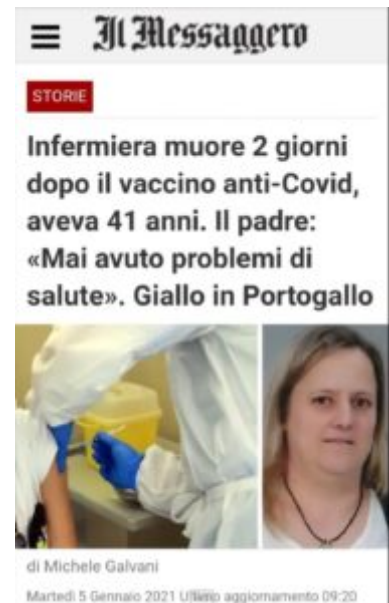 Il Messaggero
STORIE
Infermiera muore 2 giorni
dopo il vaccino anti-Covid,
aveva 41 anni. Il padre:
«Mai avuto problemi di
salute». Giallo in Portogallo
di Michele Galvani
Martedì 5 Gennaio 2021 Ultimo aggiornamento 09:20